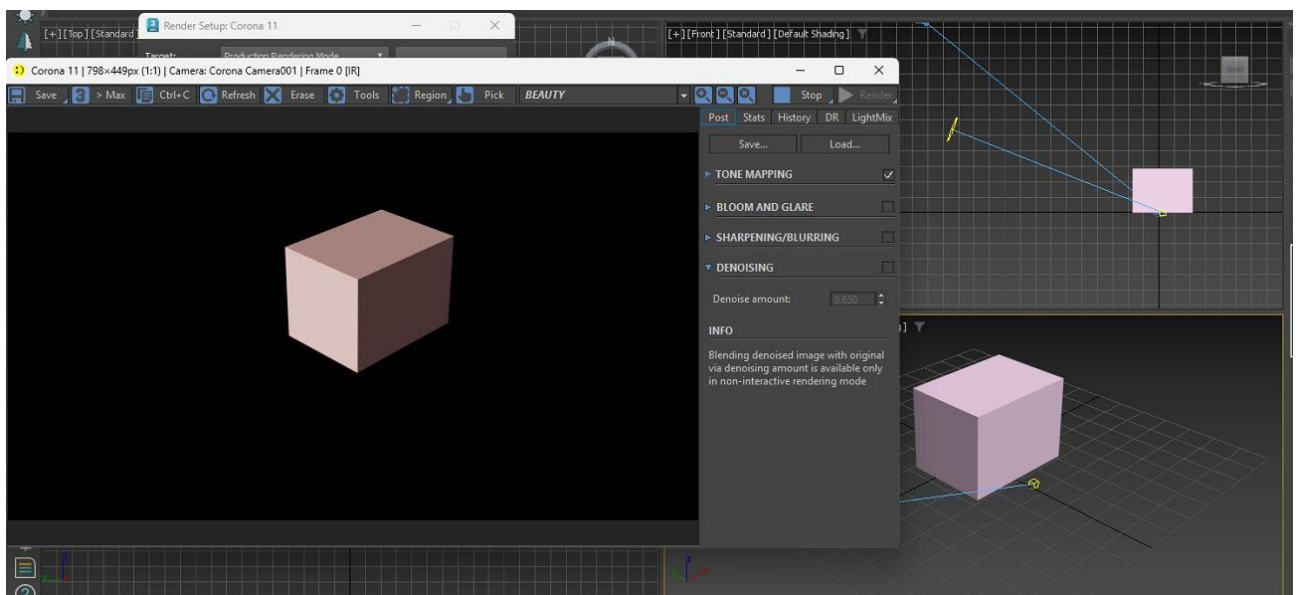 [+] [Top] [Standard
3 Render Setup: Corona 11
Target: Production Rendering Mode
N
[+] [Front] [Standard] [Default Shading]
FRONT
:) Corona 11 | 798×449px (1:1) | Camera: Corona Camera001 | Frame 0 [IR]
Save 3 > Max Ctrl+C Refresh Erase Tools Region Pick BEAUTY Stop Render
Post Stats History DR LightMix
Save... Load...
TONE MAPPING
BLOOM AND GLARE
SHARPENING/BLURRING
DENOISING
Denoise amount: 0,650
INFO
Blending denoised image with original
via denoising amount is available only
in non-interactive rendering mode
] 
z
x
z
?